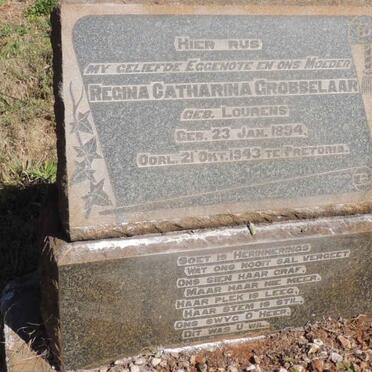 HIER RUS
MY GELIEFDE EGGENOTE EN ONS MOEDER
REGINA CATHARINA GROBBELAAR
GEB. LOURENS
GEB. 23 JAN. 1894,
OORL. 21 OKT. 1943 TE PRETORIA.
SOET IS HERINNERINGS
WAT ONS NOOIT SAL VERGEET
ONS SIEN HAAR GRAF,
MAAR HAAR NIE MEER.
HAAR PLEK IS LEEG,
HAAR STEM IS STIL,
ONS SWYG O HEER,
DIT WAS U WIL.